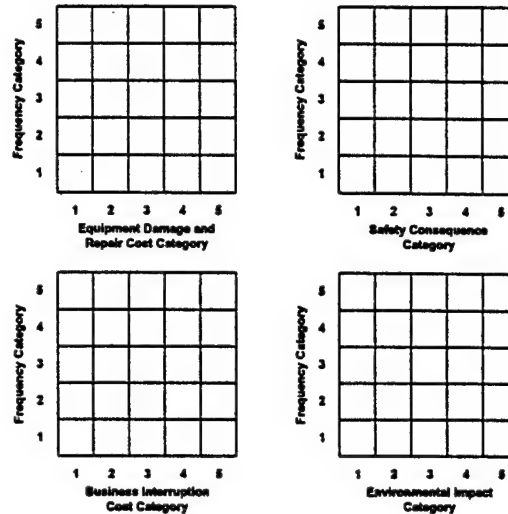 Frequency Category
5
4
3
2
1
1 2 3 4 5
Equipment Damage and
Repair Cost Category
Frequency Category
5
4
3
2
1
1 2 3 4 5
Safety Consequence
Category
Frequency Category
5
4
3
2
1
1 2 3 4 5
Business Interruption
Cost Category
Frequency Category
5
4
3
2
1
1 2 3 4 5
Environmental Impact
Category